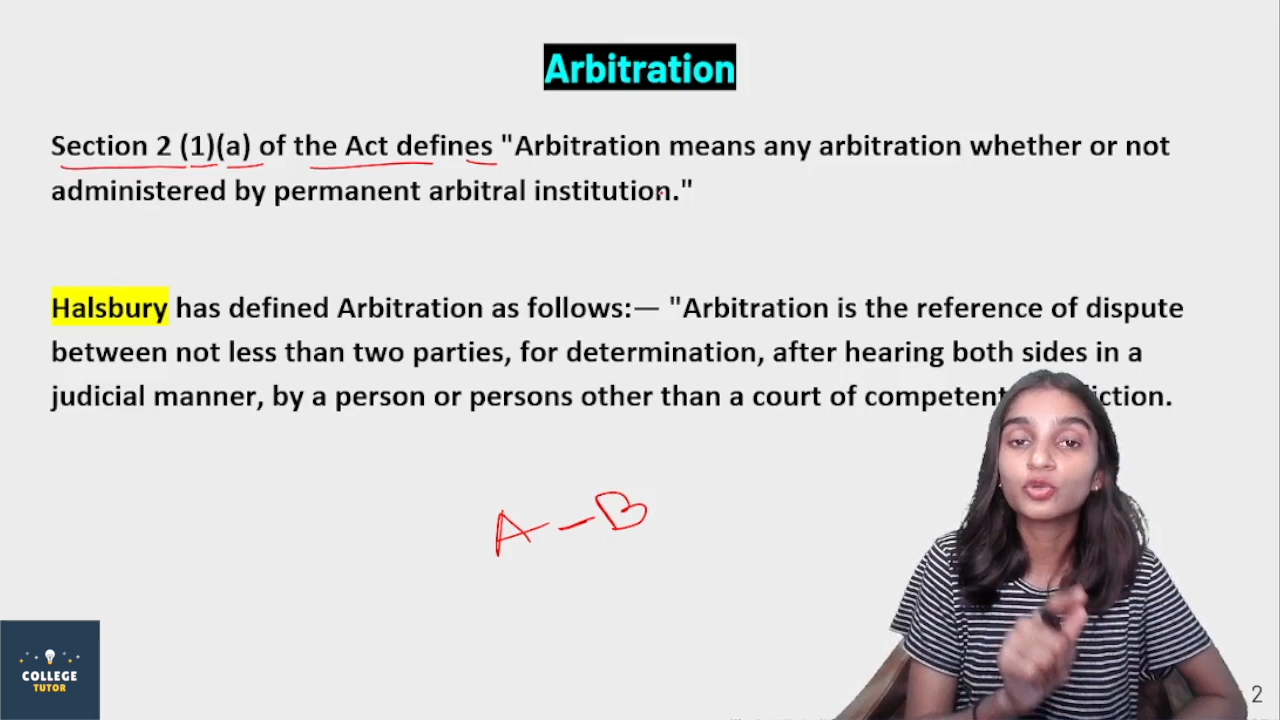 Arbitration
Section 2 (1)(a) of the Act defines "Arbitration means any arbitration whether or not
administered by permanent arbitral institution."
Halsbury has defined Arbitration as follows:— "Arbitration is the reference of dispute
between not less than two parties, for determination, after hearing both sides in a
judicial manner, by a person or persons other than a court of competent
A-B
COLLEGE
TUTOR
2